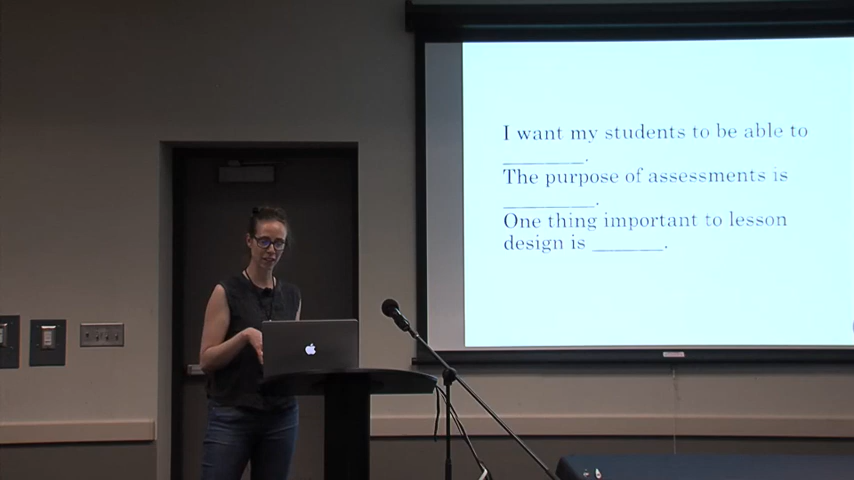 I want my students to be able to
________.
The purpose of assessments is
_________.
One thing important to lesson
design is _______.